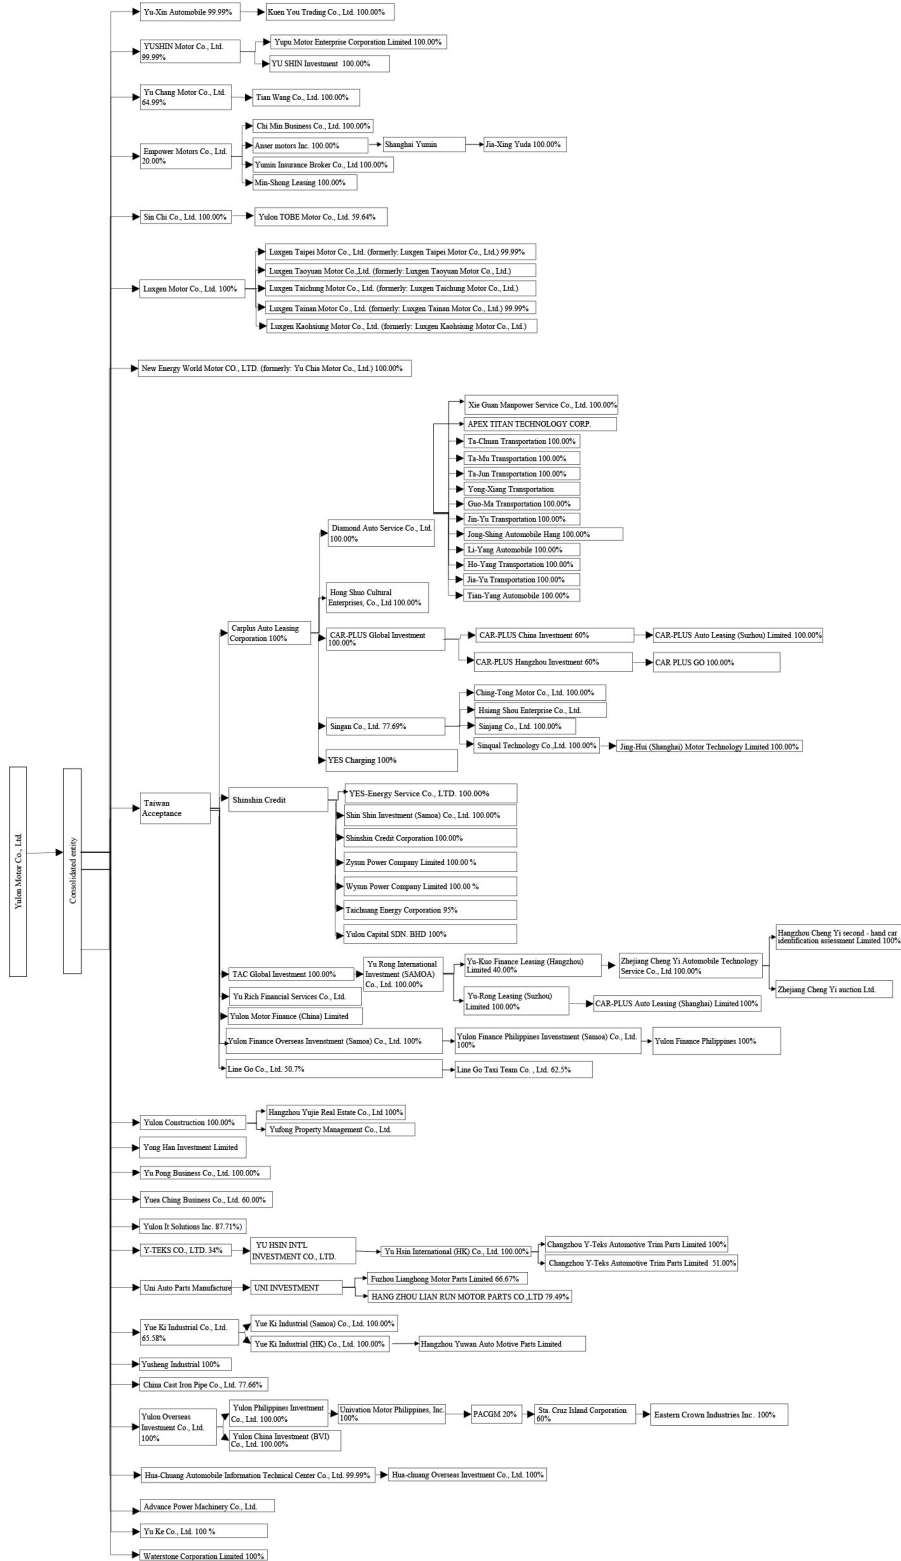 Yulon Motor Co., Ltd.
Consolidated entity
Yu-Xin Automobile 99.99%
Kuen You Trading Co., Ltd. 100.00%
YUSHIN Motor Co., Ltd.
99.99%
Yupu Motor Enterprise Corporation Limited 100.00%
YU SHIN Investment 100.00%
Yu Chang Motor Co., Ltd.
64.99%
Tian Wang Co., Ltd. 100.00%
Empower Motors Co., Ltd.
20.00%
Chi Min Business Co., Ltd. 100.00%
Anser motors Inc. 100.00%
Shanghai Yumin
Jia-Xing Yuda 100.00%
Yumin Insurance Broker Co., Ltd 100.00%
Min-Shong Leasing 100.00%
Sin Chi Co., Ltd. 100.00%
Yulon TOBE Motor Co., Ltd. 59.64%
Luxgen Motor Co., Ltd. 100%
Luxgen Taipei Motor Co., Ltd. (formerly: Luxgen Taipei Motor Co., Ltd.) 99.99%
Luxgen Taoyuan Motor Co.,Ltd. (formerly: Luxgen Taoyuan Motor Co., Ltd.)
Luxgen Taichung Motor Co., Ltd. (formerly: Luxgen Taichung Motor Co., Ltd.)
Luxgen Tainan Motor Co., Ltd. (formerly: Luxgen Tainan Motor Co., Ltd.) 99.99%
Luxgen Kaohsiung Motor Co., Ltd. (formerly: Luxgen Kaohsiung Motor Co., Ltd.)
New Energy World Motor CO., LTD. (formerly: Yu Chia Motor Co., Ltd.) 100.00%
Taiwan
Acceptance
Carplus Auto Leasing
Corporation 100%
Diamond Auto Service Co., Ltd.
100.00%
Xie Guan Manpower Service Co., Ltd. 100.00%
APEX TITAN TECHNOLOGY CORP.
Ta-Chuan Transportation 100.00%
Ta-Mu Transportation 100.00%
Ta-Jun Transportation 100.00%
Yong-Xiang Transportation
Guo-Ma Transportation 100.00%
Jin-Yu Transportation 100.00%
Jong-Shing Automobile Hang 100.00%
Li-Yang Automobile 100.00%
Ho-Yang Transportation 100.00%
Jia-Yu Transportation 100.00%
Tian-Yang Automobile 100.00%
Hong Shuo Cultural
Enterprises, Co., Ltd 100.00%
CAR-PLUS Global Investment
100.00%
CAR-PLUS China Investment 60%
CAR-PLUS Auto Leasing (Suzhou) Limited 100.00%
CAR-PLUS Hangzhou Investment 60%
CAR PLUS GO 100.00%
Singan Co., Ltd. 77.69%
Ching-Tong Motor Co., Ltd. 100.00%
Hsiang Shou Enterprise Co., Ltd.
Sinjang Co., Ltd. 100.00%
Sinqual Technology Co.,Ltd. 100.00%
Jing-Hui (Shanghai) Motor Technology Limited 100.00%
YES Charging 100%
Shinshin Credit
YES-Energy Service Co., LTD. 100.00%
Shin Shin Investment (Samoa) Co., Ltd. 100.00%
Shinshin Credit Corporation 100.00%
Zysun Power Company Limited 100.00 %
Wysun Power Company Limited 100.00 %
Taichuang Energy Corporation 95%
Yulon Capital SDN. BHD 100%
TAC Global Investment 100.00%
Yu Rong International
Investment (SAMOA)
Co., Ltd. 100.00%
Yu-Kuo Finance Leasing (Hangzhou)
Limited 40.00%
Zhejiang Cheng Yi Automobile Technology
Service Co., Ltd 100.00%
Hangzhou Cheng Yi second - hand car
identification assessment Limited 100%
Zhejiang Cheng Yi auction Ltd.
Yu-Rong Leasing (Suzhou)
Limited 100.00%
CAR-PLUS Auto Leasing (Shanghai) Limited 100%
Yu Rich Financial Services Co., Ltd.
Yulon Motor Finance (China) Limited
Yulon Finance Overseas Invenstment (Samoa) Co., Ltd. 100%
Yulon Finance Philippines Invenstment (Samoa) Co., Ltd.
100%
Yulon Finance Philippines 100%
Line Go Co., Ltd. 50.7%
Line Go Taxi Team Co. , Ltd. 62.5%
Yulon Construction 100.00%
Hangzhou Yujie Real Estate Co., Ltd 100%
Yufong Property Management Co., Ltd.
Yong Han Investment Limited
Yu Pong Business Co., Ltd. 100.00%
Yuea Ching Business Co., Ltd. 60.00%
Yulon It Solutions Inc. 87.71%)
Y-TEKS CO., LTD. 34%
YU HSIN INT'L
INVESTMENT CO., LTD.
Yu Hsin International (HK) Co., Ltd. 100.00%
Changzhou Y-Teks Automotive Trim Parts Limited 100%
Changzhou Y-Teks Automotive Trim Parts Limited 51.00%
Uni Auto Parts Manufacture
UNI INVESTMENT
Fuzhou Lianghong Motor Parts Limited 66.67%
HANG ZHOU LIAN RUN MOTOR PARTS CO.,LTD 79.49%
Yue Ki Industrial Co., Ltd.
65.58%
Yue Ki Industrial (Samoa) Co., Ltd. 100.00%
Yue Ki Industrial (HK) Co., Ltd. 100.00%
Hangzhou Yuwan Auto Motive Parts Limited
Yusheng Industrial 100%
China Cast Iron Pipe Co., Ltd. 77.66%
Yulon Overseas
Investment Co., Ltd.
100%
Yulon Philippines Investment
Co., Ltd. 100.00%
Univation Motor Philippines, Inc.
100%
PACGM 20%
Sta. Cruz Island Corporation
60%
Eastern Crown Industries Inc. 100%
Yulon China Investment (BVI)
Co., Ltd. 100.00%
Hua-Chuang Automobile Information Technical Center Co., Ltd. 99.99%
Hua-chuang Overseas Investment Co., Ltd. 100%
Advance Power Machinery Co., Ltd.
Yu Ke Co., Ltd. 100 %
Waterstone Corporation Limited 100%